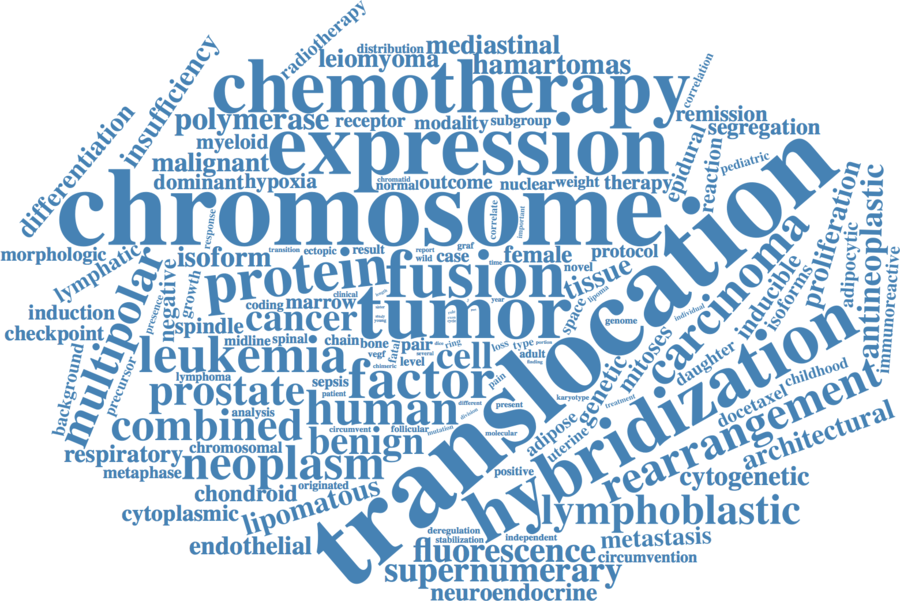 radiotherapy
distribution
mediastinal
leiomyoma
hamartomas
insufficiency
chemotherapy
correlation
polymerase
receptor
modality
subgroup
remission
segregation
differentiation
myeloid
expression
epidural
reaction
pediatric
malignant
dominant
hypoxia
chromatid
normal
outcome
nuclear
weight
therapy
chromosome
response
correlate
important
translocation
morphologic
lymphatic
isoform
transition
ectopic
result
report
wild
case
graf
time
female
protocol
novel
tissue
carcinoma
proliferation
antineoplastic
adipocytic
immunoreactive
inducible
isoforms
multipolar
negative
growth
presence
protein
fusion
clinical
year
space
lipoma
individual
induction
checkpoint
coding
marrow
cancer
tumor
genome
spindle
midline
spinal
chain
bone
pair
fatal
vegf
level
several
ring
loss
type
adult
finding
mitoses
daughter
background
precursor
leukemia
chimeric
cell
pain
genetic
hybridization
childhood
docetaxel
lymphoma
prostate
sepsis
patient
factor
karyotype
treatment
rearrangement
architectural
combined
analysis
human
different
division
present
adipose
uterine
circumvent
follicular
mutation
molecular
respiratory
chromosomal
benign
metaphase
neoplasm
positive
cytogenetic
chondroid
originated
cytoplasmic
lipomatous
lymphoblastic
endothelial
deregulation
stabilization
independent
metastasis
fluorescence
circumvention
supernumerary
neuroendocrine